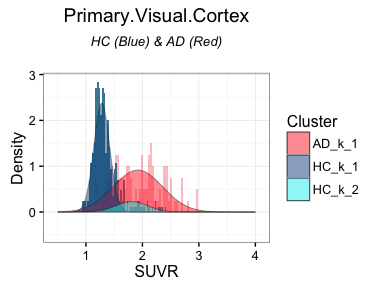 Primary.Visual.Cortex
HC (Blue) & AD (Red)
3
2
1
0
Density
1 2 3 4
SUVR
Cluster
AD_k_1
HC_k_1
HC_k_2